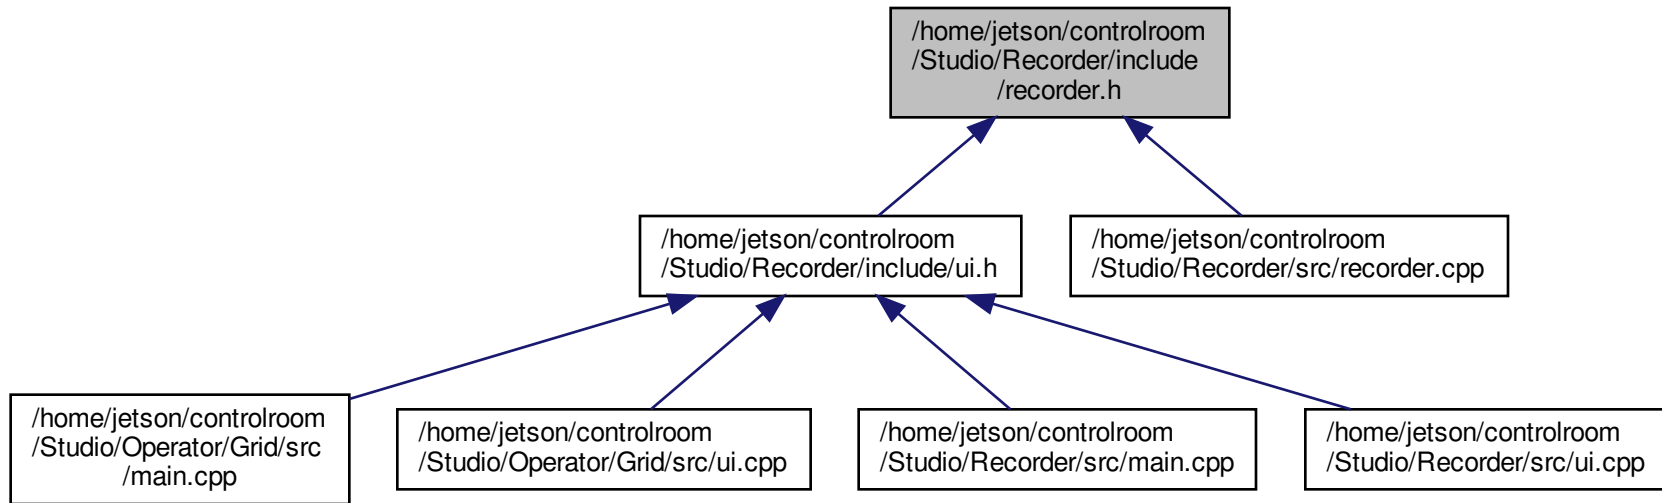 /home/jetson/controlroom
/Studio/Recorder/include
/recorder.h
/home/jetson/controlroom
/Studio/Recorder/include/ui.h
/home/jetson/controlroom
/Studio/Recorder/src/recorder.cpp
/home/jetson/controlroom
/Studio/Operator/Grid/src
/main.cpp
/home/jetson/controlroom
/Studio/Operator/Grid/src/ui.cpp
/home/jetson/controlroom
/Studio/Recorder/src/main.cpp
/home/jetson/controlroom
/Studio/Recorder/src/ui.cpp